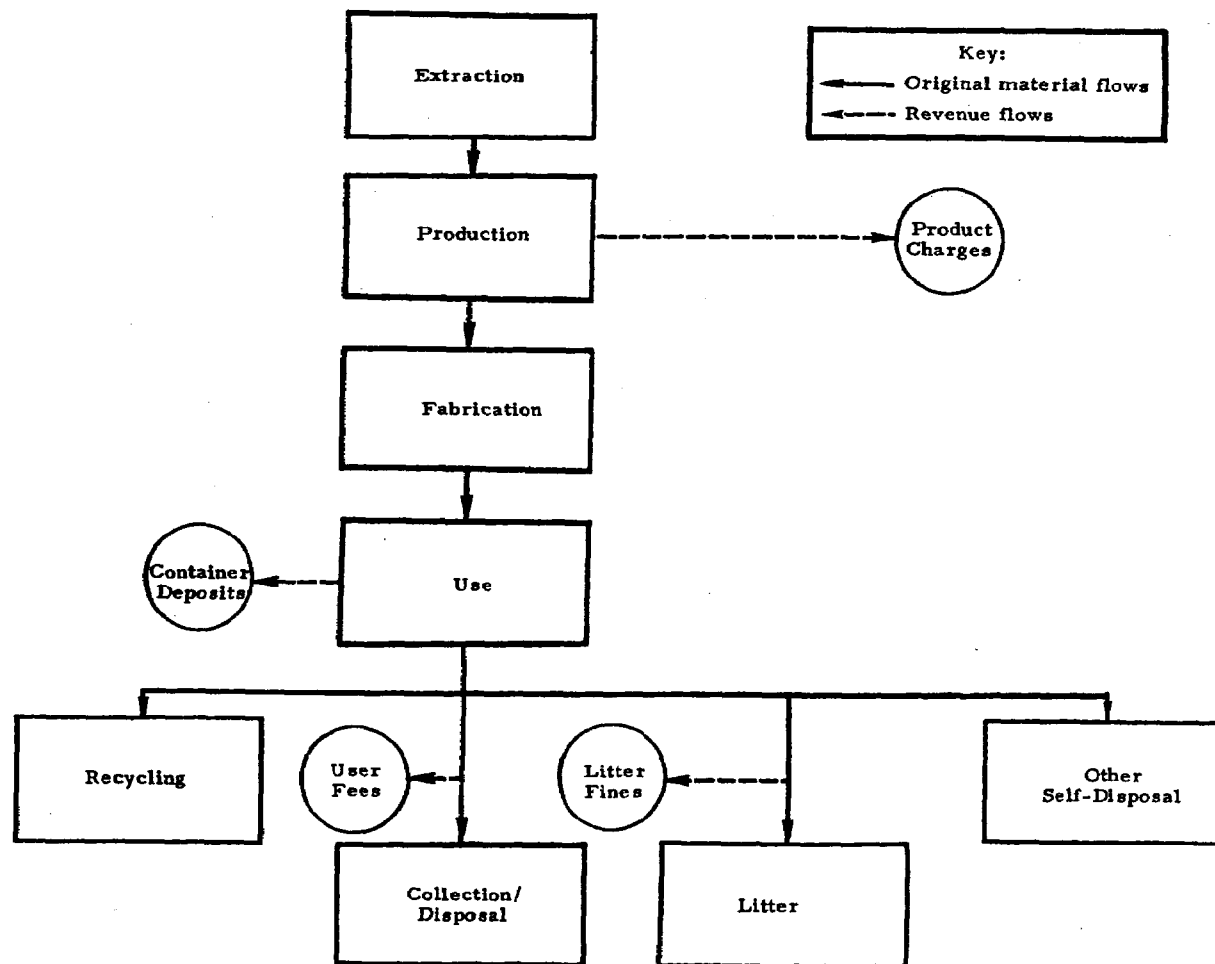 Extraction
Key:
Original material flows
Revenue flows
Production
Product
Charges
Fabrication
Container
Deposits
Use
Recycling
User
Fees
Litter
Fines
Other
Self-Disposal
Collection/
Disposal
Litter